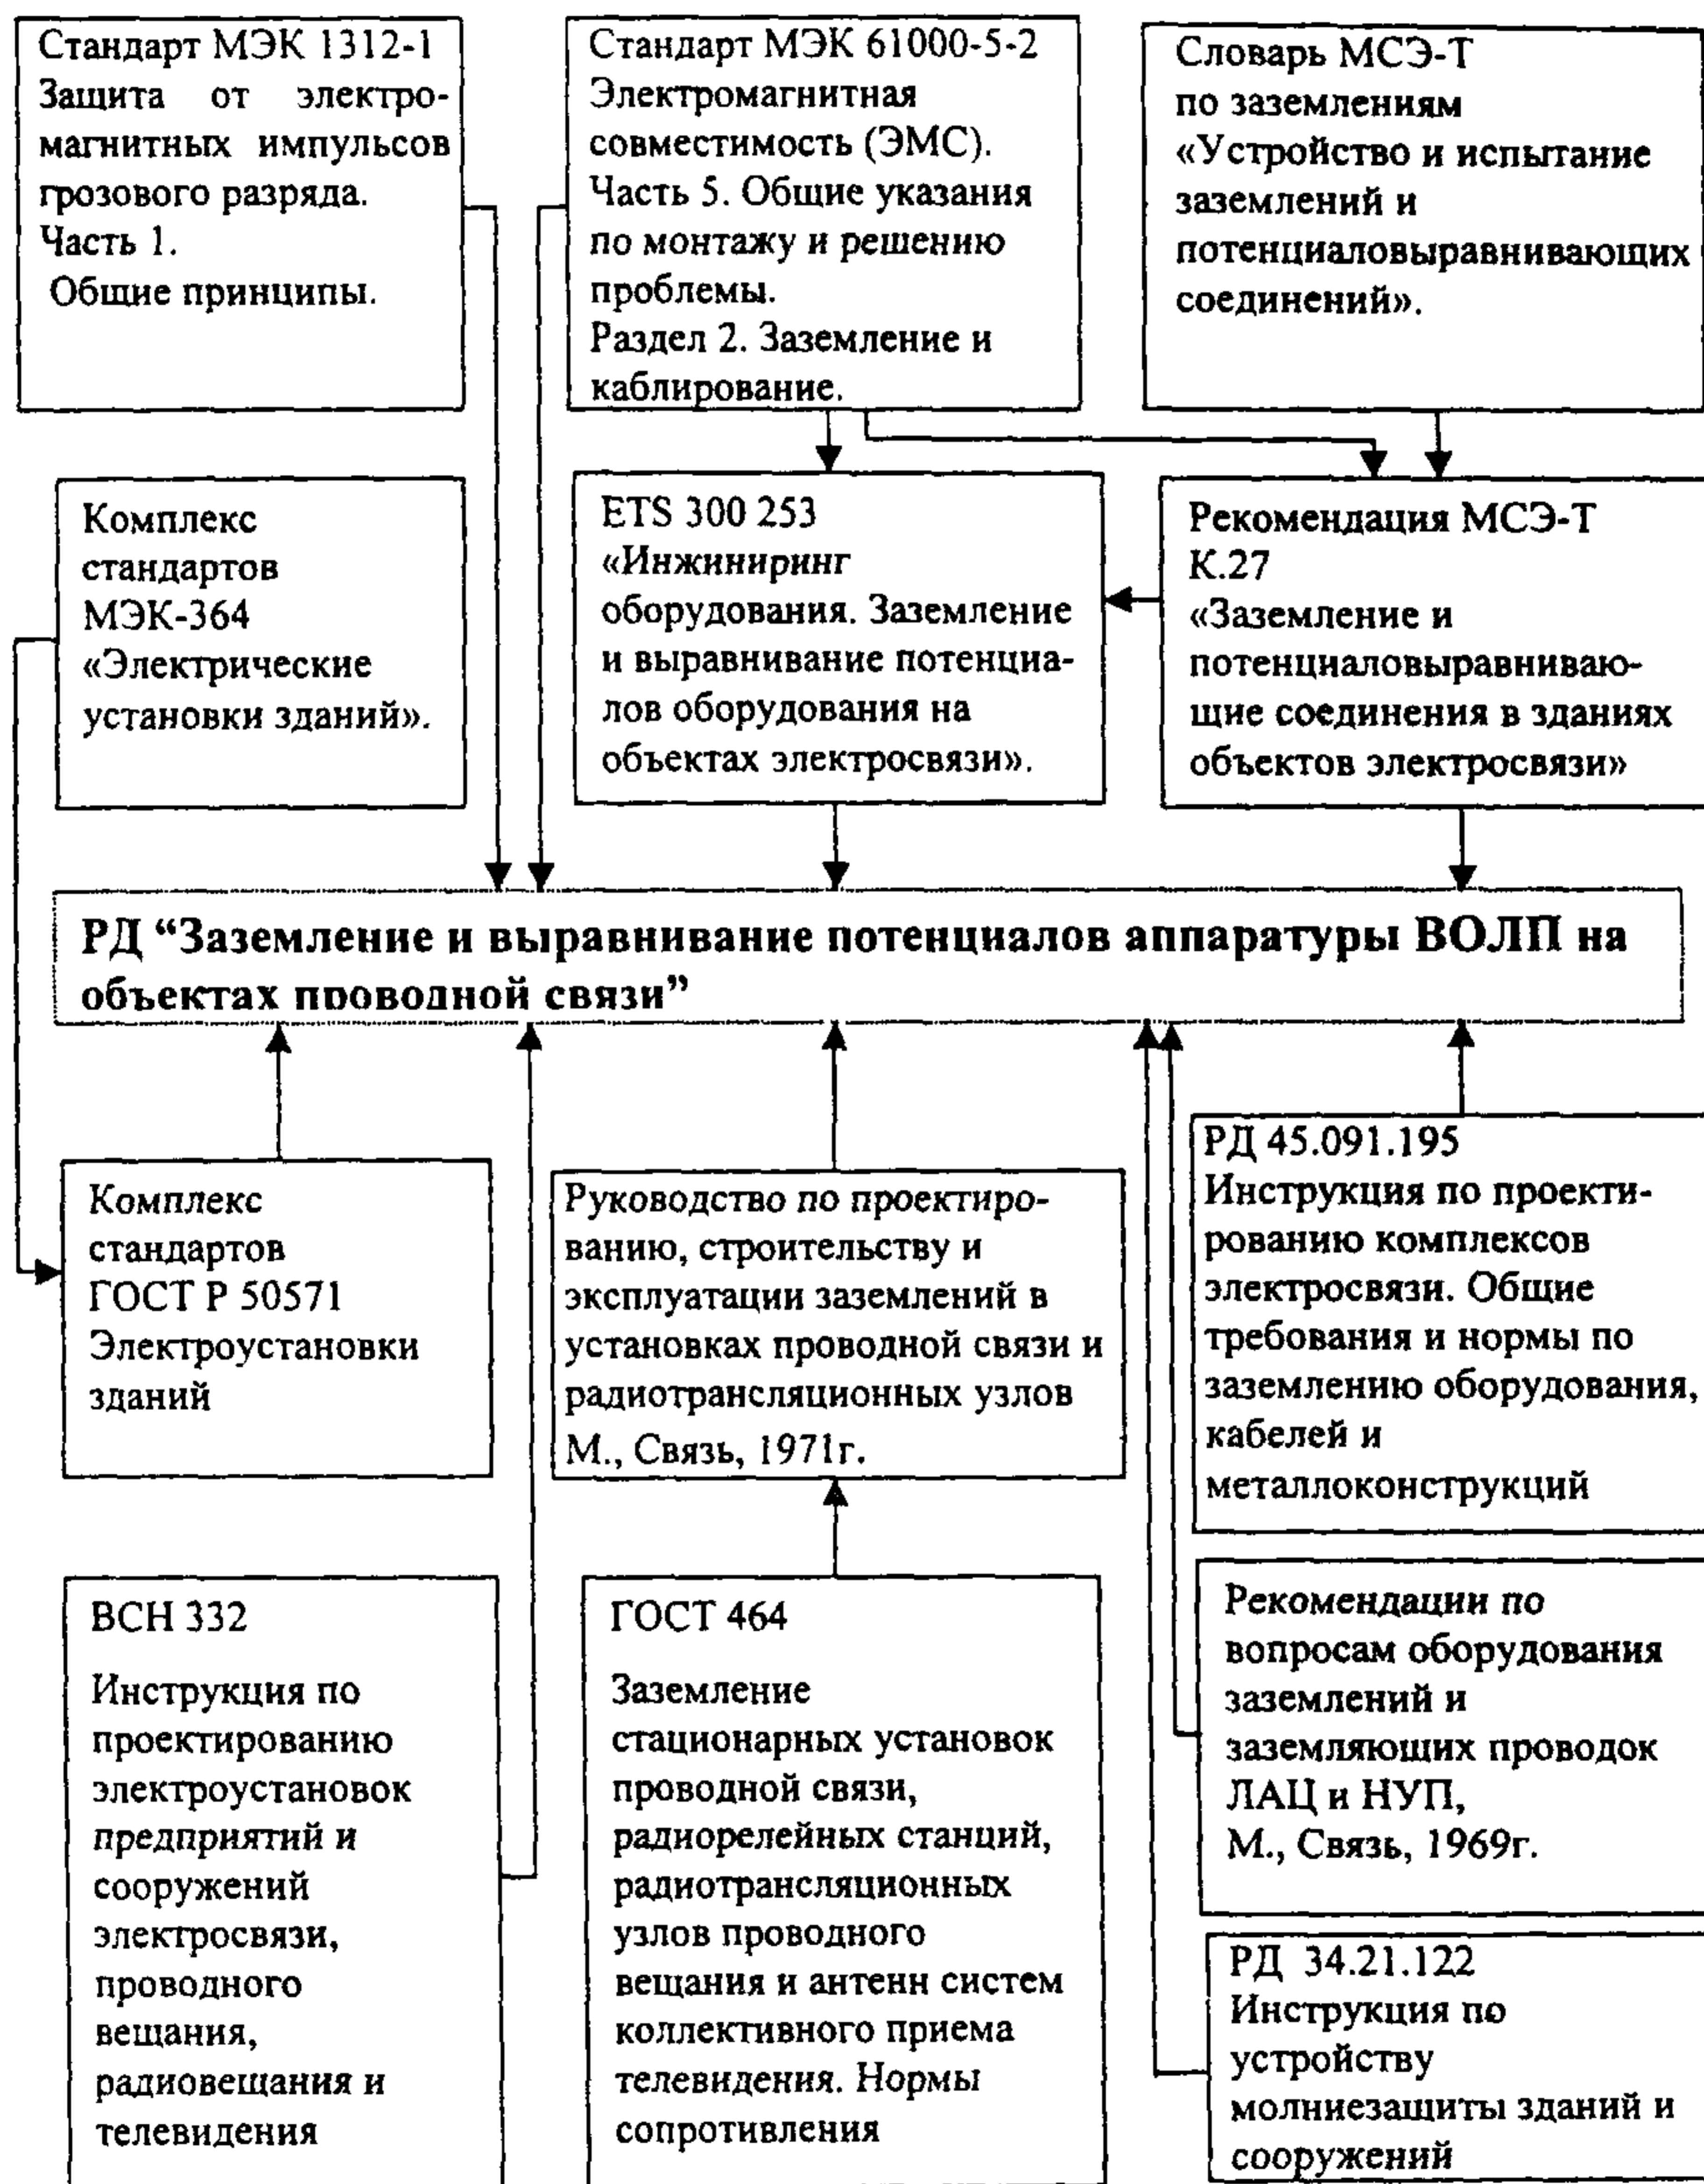 Стандарт МЭК 1312-1
Защита от электро-
магнитных импульсов
грозового разряда.
Часть 1.
Общие принципы.
Стандарт МЭК 61000-5-2
Электромагнитная
совместимость (ЭМС).
Часть 5. Общие указания
по монтажу и решению
проблемы.
Раздел 2. Заземление и
каблирование.
Словарь МСЭ-Т
по заземлениям
«Устройство и испытание
заземлений и
потенциаловыравнивающих
соединений».
Комплекс
стандартов
МЭК-364
«Электрические
установки зданий».
ETS 300 253
«Инжиниринг
оборудования. Заземление
и выравнивание потенциа-
лов оборудования на
объектах электросвязи».
Рекомендация МСЭ-Т
К.27
«Заземление и
потенциаловыравниваю-
щие соединения в зданиях
объектов электросвязи»
РД “Заземление и выравнивание потенциалов аппаратуры ВОЛП на
объектах проводной связи”
Комплекс
стандартов
ГОСТ Р 50571
Электроустановки
зданий
Руководство по проектиро-
ванию, строительству и
эксплуатации заземлений в
установках проводной связи и
радиотрансляционных узлов
М., Связь, 1971г.
РД 45.091.195
Инструкция по проекти-
рованию комплексов
электросвязи. Общие
требования и нормы по
заземлению оборудования,
кабелей и
металлоконструкций
ВСН 332
Инструкция по
проектированию
электроустановок
предприятий и
сооружений
электросвязи,
проводного
вещания,
радиовещания и
телевидения
ГОСТ 464
Заземление
стационарных установок
проводной связи,
радиорелейных станций,
радиотрансляционных
узлов проводного
вещания и антенн систем
коллективного приема
телевидения. Нормы
сопротивления
Рекомендации по
вопросам оборудования
заземлений и
заземляющих проводок
ЛАЦ и НУП,
М., Связь, 1969г.
РД 34.21.122
Инструкция по
устройству
молниезащиты зданий и
сооружений